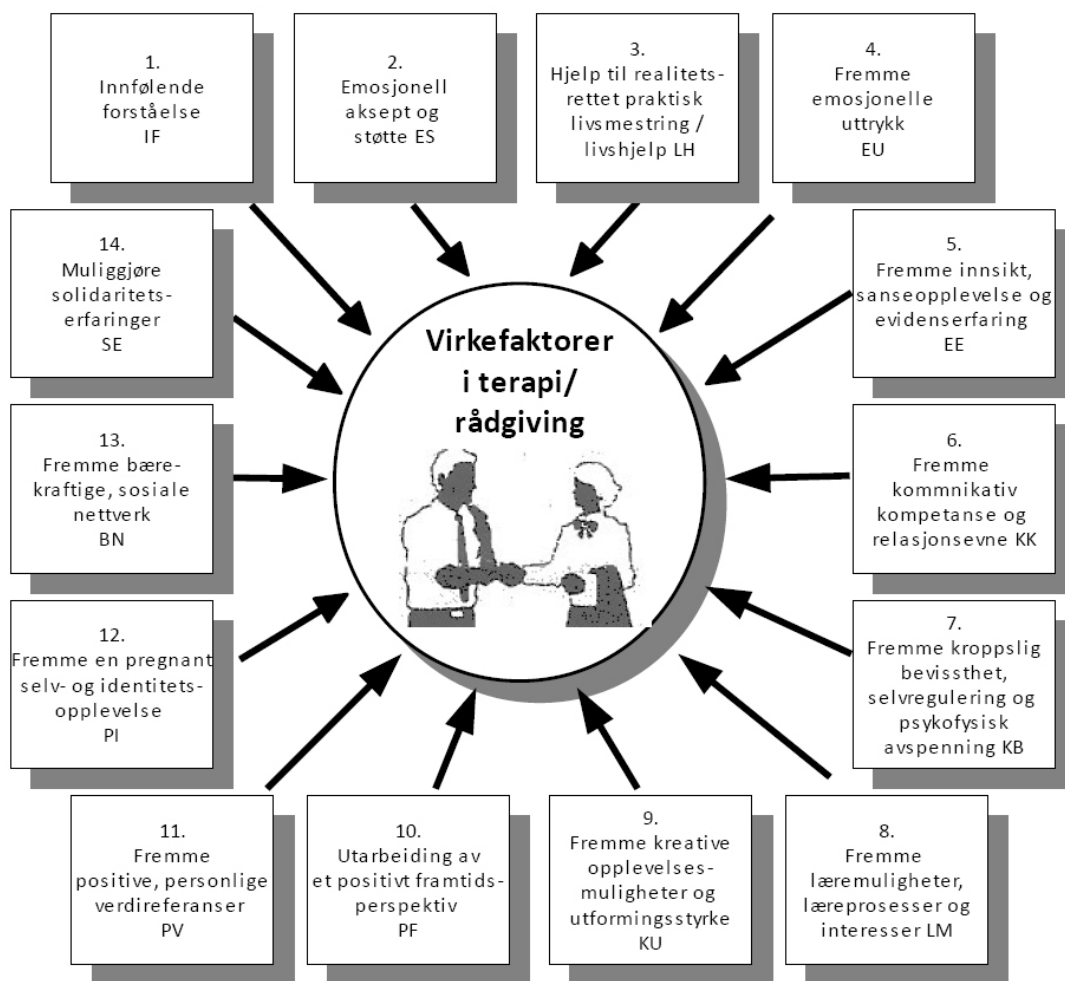 1.
Innfølende
forståelse
IF
2.
Emosjonell
aksept og
støtte ES
3.
Hjelp til realitets-
rettet praktisk
livsmestring /
livshjelp LH
4.
Fremme
emosjonelle
uttrykk
EU
5.
Fremme innsikt,
sanseopplevelse og
evidenserfaring
EE
6.
Fremme
kommnikativ
kompetanse og
relasjonsevne KK
7.
Fremme kroppslig
bevissthet,
selvregulering og
psykofysisk
avspenning KB
8.
Fremme
læremuligheter,
læreprosesser og
interesser LM
9.
Fremme kreative
opplevelses-
muligheter og
utformingsstyrke
KU
10.
Utarbeiding av
et positivt framtids-
perspektiv
PF
11.
Fremme
positive, personlige
verdireferanser
PV
12.
Fremme en pregnant
selv- og identitets-
opplevelse
PI
13.
Fremme bære-
kraftige, sosiale
nettverk
BN
14.
Muliggjøre
solidaritets-
erfaringer
SE
Virkefaktorer
i terapi/
rådgiving